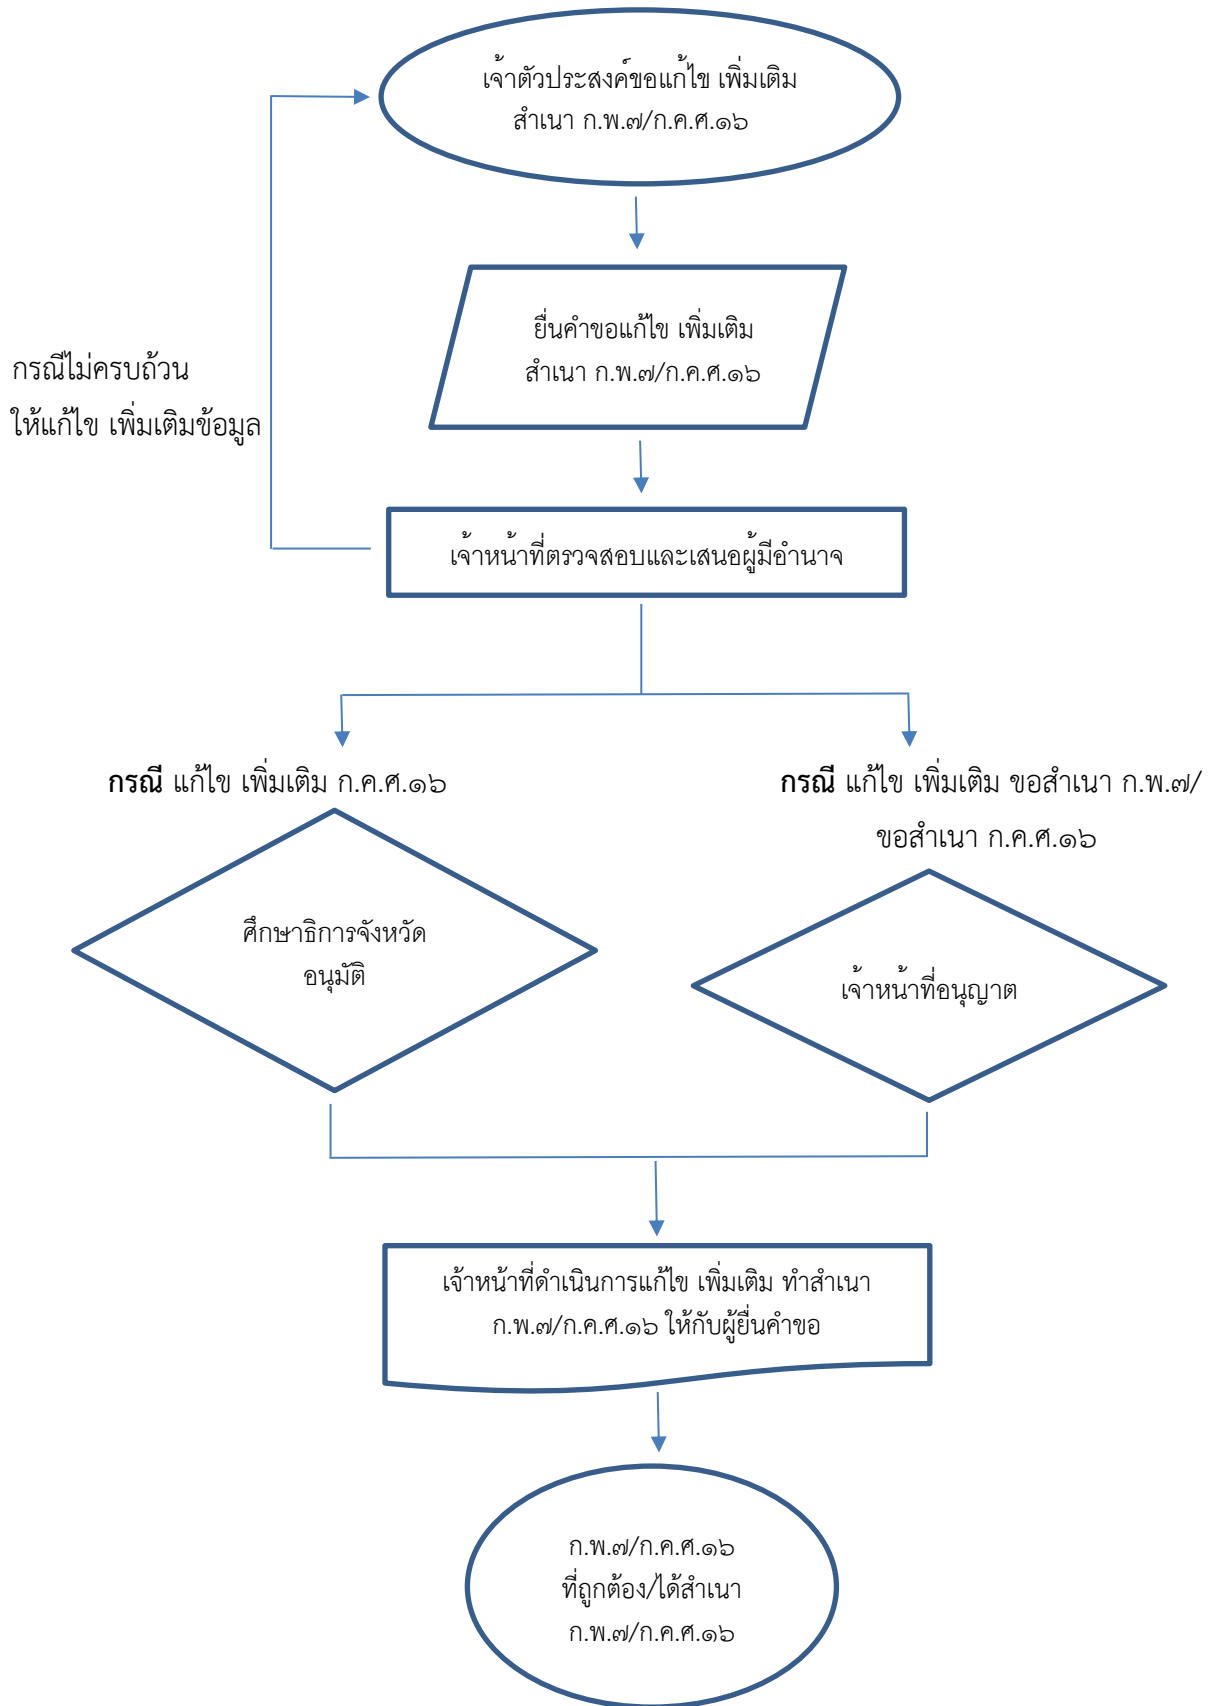 เจ้าตัวประสงค์ขอแก้ไข เพิ่มเติม
สำเนา ก.พ.๗/ก.ค.ศ.๑๖
ยื่นคำขอแก้ไข เพิ่มเติม
สำเนา ก.พ.๗/ก.ค.ศ.๑๖
กรณีไม่ครบถ้วน
ให้แก้ไข เพิ่มเติมข้อมูล
เจ้าหน้าที่ตรวจสอบและเสนอผู้มีอำนาจ
กรณี แก้ไข เพิ่มเติม ก.ค.ศ.๑๖
กรณี แก้ไข เพิ่มเติม ขอสำเนา ก.พ.๗/
ขอสำเนา ก.ค.ศ.๑๖
ศึกษาธิการจังหวัด
อนุมัติ
เจ้าหน้าที่อนุญาต
เจ้าหน้าที่ดำเนินการแก้ไข เพิ่มเติม ทำสำเนา
ก.พ.๗/ก.ค.ศ.๑๖ ให้กับผู้ยื่นคำขอ
ก.พ.๗/ก.ค.ศ.๑๖
ที่ถูกต้อง/ได้สำเนา
ก.พ.๗/ก.ค.ศ.๑๖